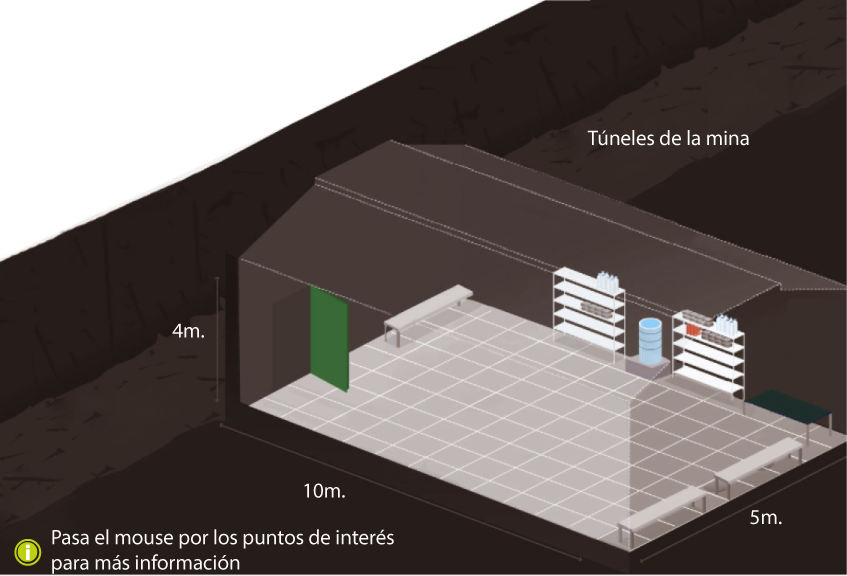 Túneles de la mina
4m.
10m.
5m.
Pasa el mouse por los puntos de interés
para más información